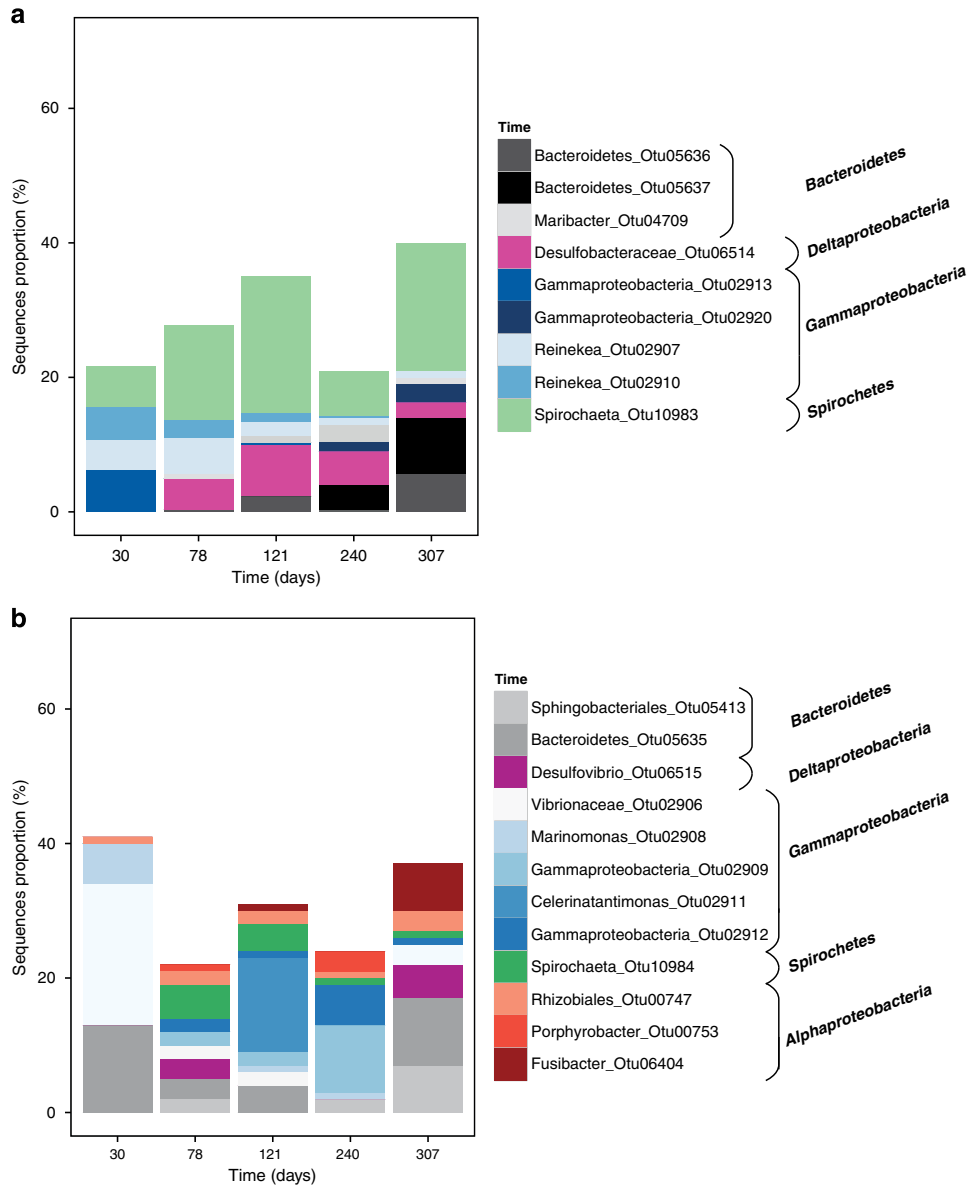 a
60
40
20
0
Sequences proportion (%)
30 78 121 240 307
Time (days)
Time
Bacteroidetes_Otu05636
Bacteroidetes_Otu05637
Maribacter_Otu04709
Desulfobacteraceae_Otu06514
Gammaproteobacteria_Otu02913
Gammaproteobacteria_Otu02920
Reinekea_Otu02907
Reinekea_Otu02910
Spirochaeta_Otu10983
Bacteroidetes
Deltaproteobacteria
Gammaproteobacteria
Spirochetes
b
60
40
20
0
Sequences proportion (%)
30 78 121 240 307
Time (days)
Time
Sphingobacteriales_Otu05413
Bacteroidetes_Otu05635
Desulfovibrio_Otu06515
Vibrionaceae_Otu02906
Marinomonas_Otu02908
Gammaproteobacteria_Otu02909
Celerinatantimonas_Otu02911
Gammaproteobacteria_Otu02912
Spirochaeta_Otu10984
Rhizobiales_Otu00747
Porphyrobacter_Otu00753
Fusibacter_Otu06404
Bacteroidetes
Deltaproteobacteria
Gammaproteobacteria
Spirochetes
Alphaproteobacteria